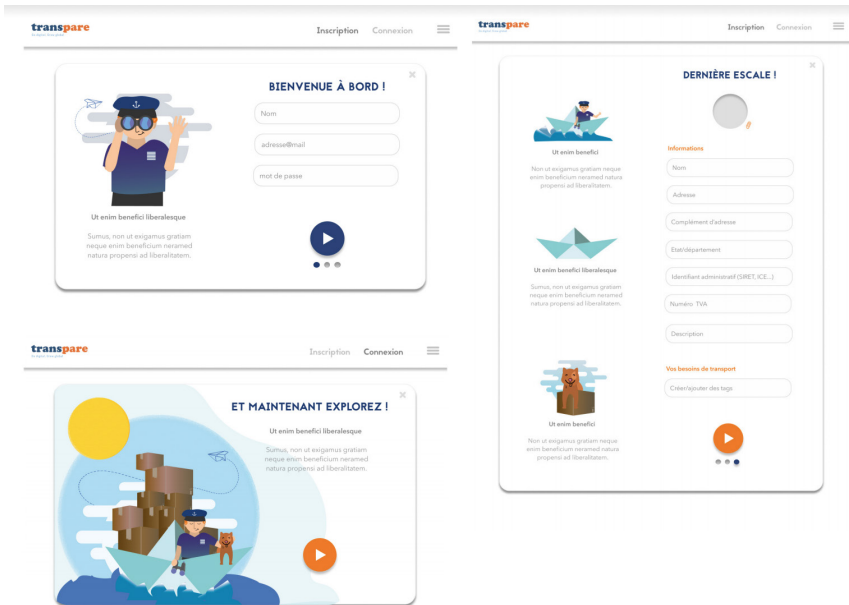 transpare
Inscription Connexion
BIENVENUE À BORD !
Nom
adresse@mail
mot de passe
Ut enim benefici liberalesque
Sumus, non ut exigamus gratiam
neque enim beneficium neramed
natura propensi ad liberalitatem.
transpare
Inscription Connexion
ET MAINTENANT EXPLOREZ !
Ut enim benefici liberalesque
Sumus, non ut exigamus gratiam
neque enim beneficium neramed
natura propensi ad liberalitatem.
transpare
Inscription Connexion
DERNIÈRE ESCALE !
Ut enim benefici
Non ut exigamus gratiam neque
enim beneficium neramed natura
propensi ad liberalitatem.
Ut enim benefici liberalesque
Sumus, non ut exigamus gratiam
neque enim beneficium neramed
natura propensi ad liberalitatem.
Ut enim benefici
Non ut exigamus gratiam neque
enim beneficium neramed natura
propensi ad liberalitatem.
Informations
Nom
Adresse
Complément d'adresse
Etat/département
Identifiant administratif (SIRET, ICE...)
Numéro TVA
Description
Vos besoins de transport
Créer/ajouter des tags